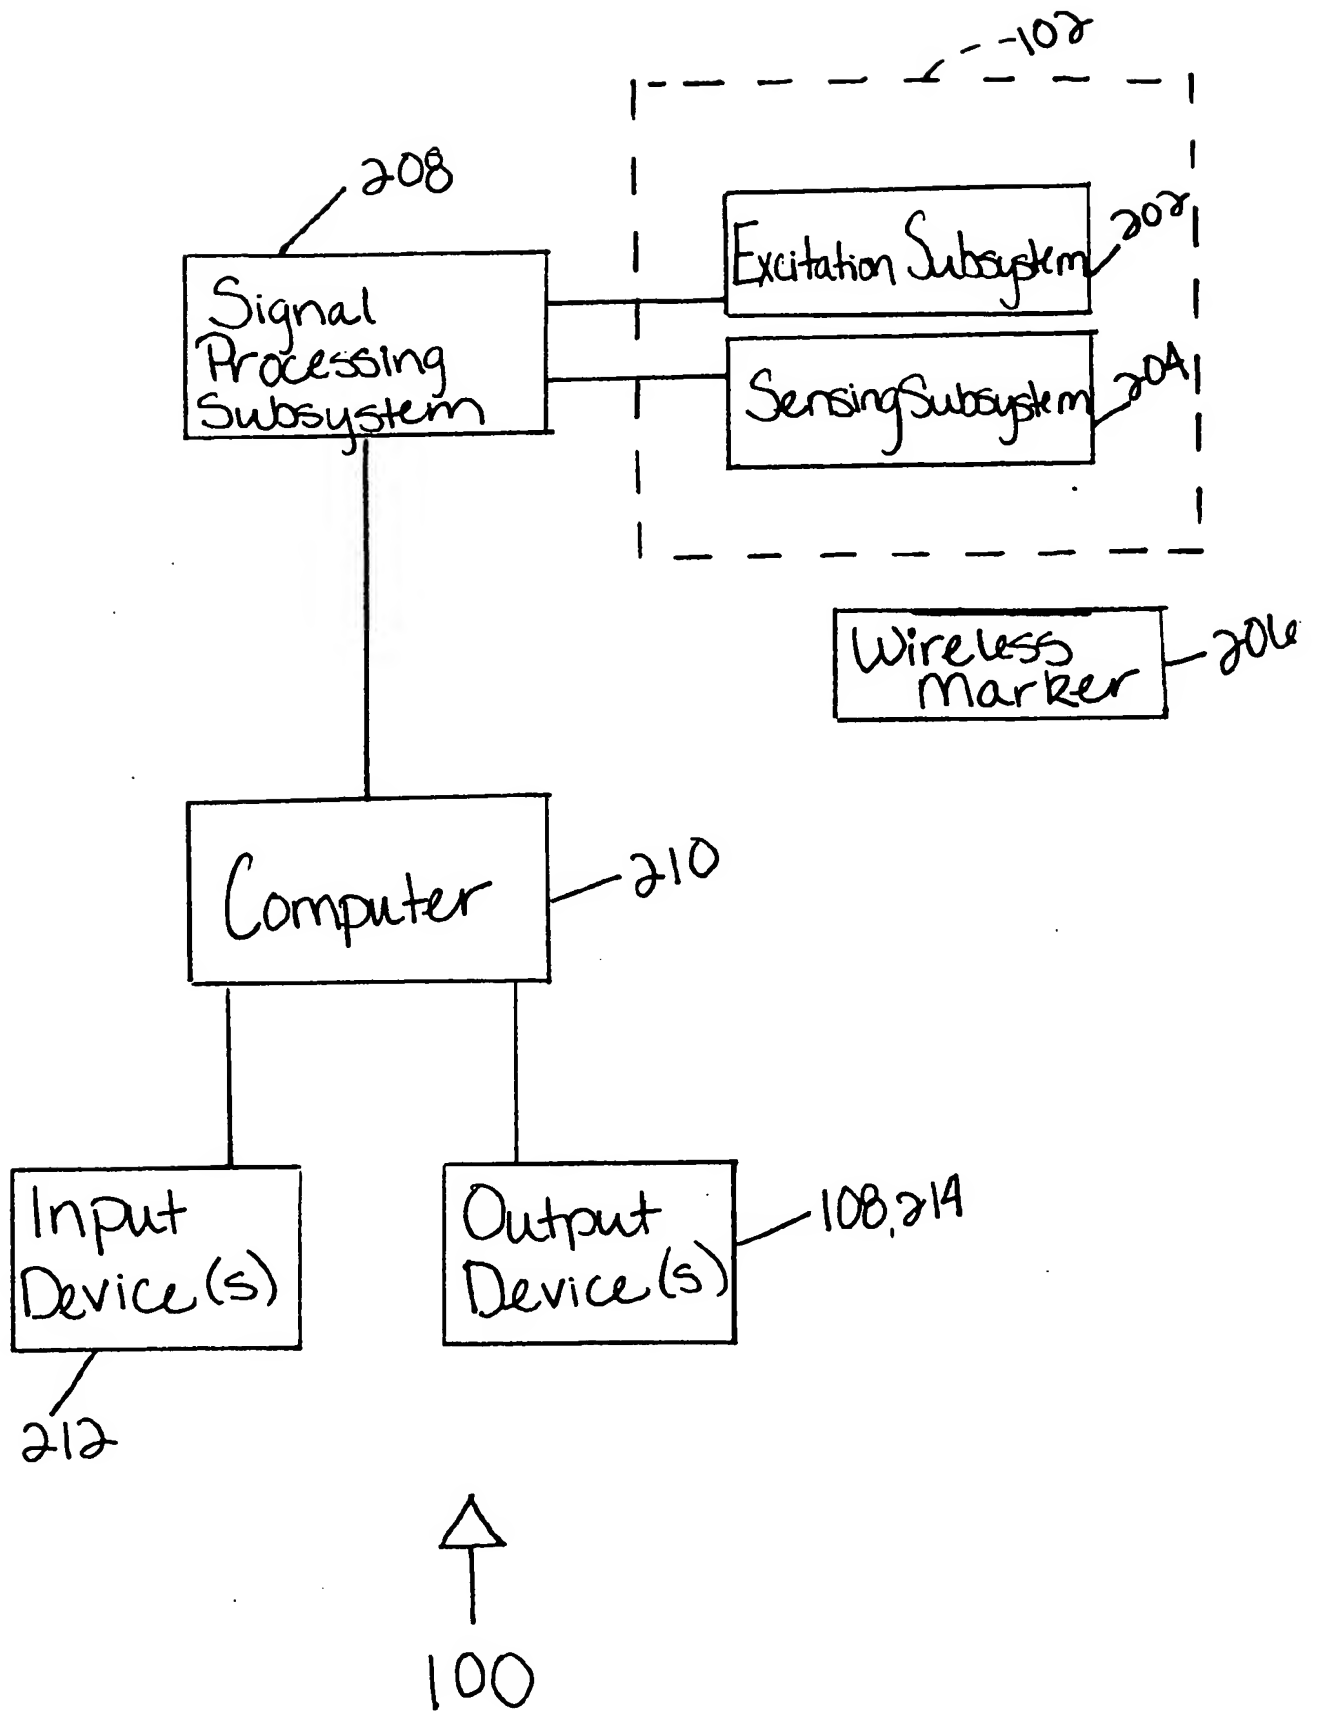 102
208
202
Excitation Subsystem
Signal
Processing
Subsystem
204
Sensing Subsystem
206
Wireless
Marker
210
Computer
Input
Device(s)
Output
Device(s)
108,214
212
100